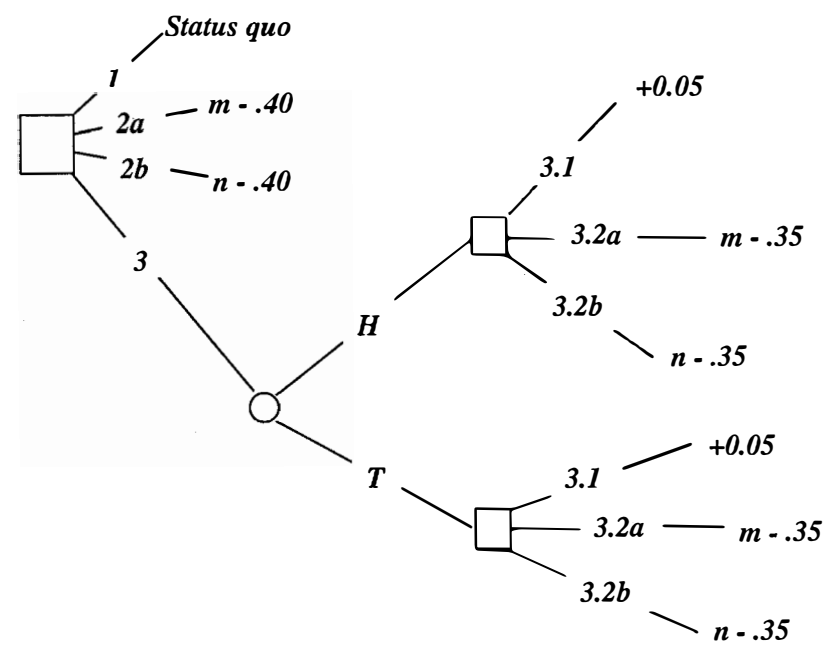 Status quo
1
2a
m - .40
2b
n - .40
3
H
3.1
+0.05
3.2a
m - .35
3.2b
n - .35
T
3.1
+0.05
3.2a
m - .35
3.2b
n - .35